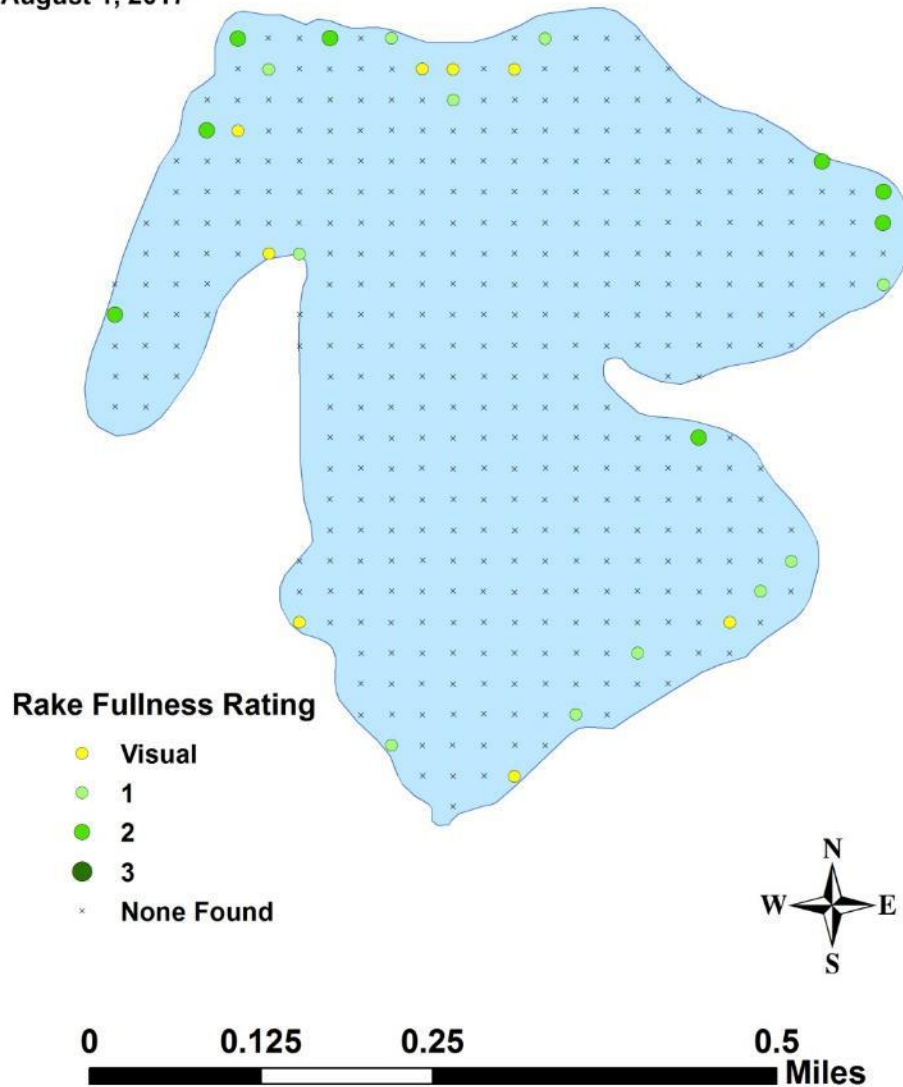 August 1, 2017
Rake Fullness Rating
Visual
1
2
3
None Found
N
W E
S
0 0.125 0.25 0.5
Miles